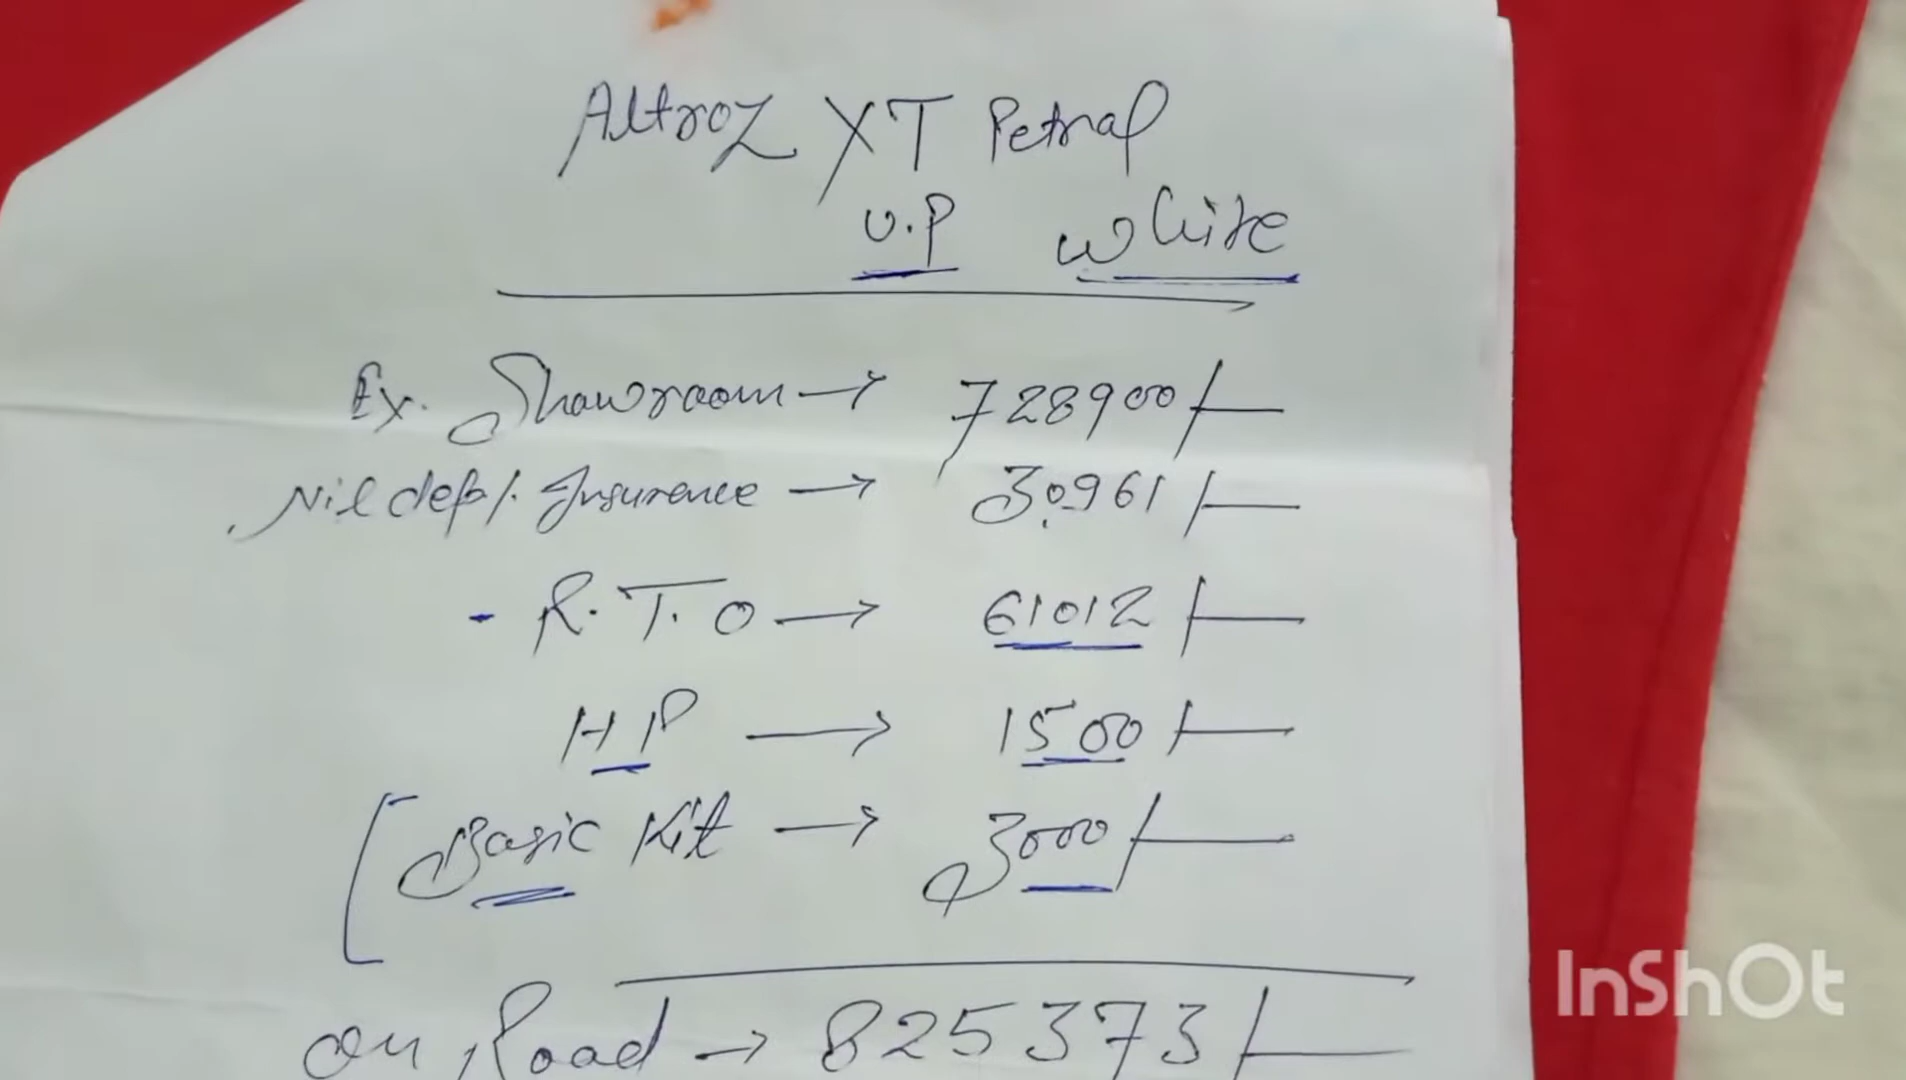 Altroz XT Petrol
U.P White
Ex. Showroom → 728900/-
Nil dep/. Insurence → 30961/-
- R.T.O → 61012/-
HP → 1500/-
Basic Kit → 3000/-
On Road → 825373/-
InShOt